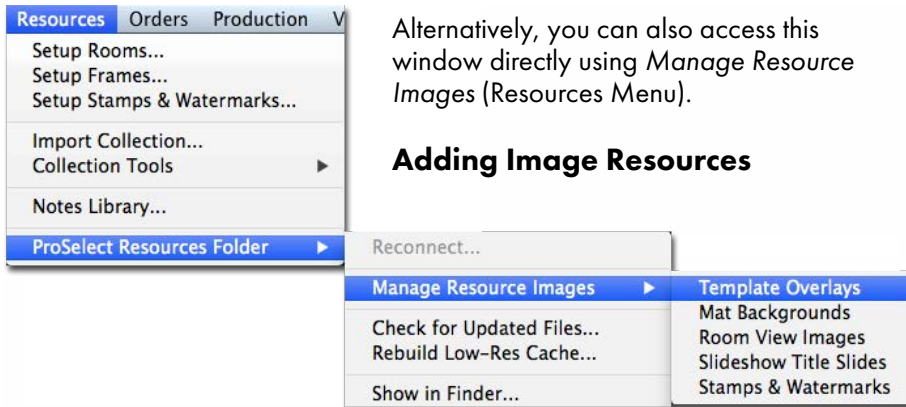 Resources Orders Production
Setup Rooms...
Setup Frames...
Setup Stamps & Watermarks...
Import Collection...
Collection Tools
Notes Library...
ProSelect Resources Folder
Alternatively, you can also access this
window directly using Manage Resource
Images (Resources Menu).
Adding Image Resources
Reconnect...
Manage Resource Images
Check for Updated Files...
Rebuild Low-Res Cache...
Show in Finder...
Template Overlays
Mat Backgrounds
Room View Images
Slideshow Title Slides
Stamps & Watermarks